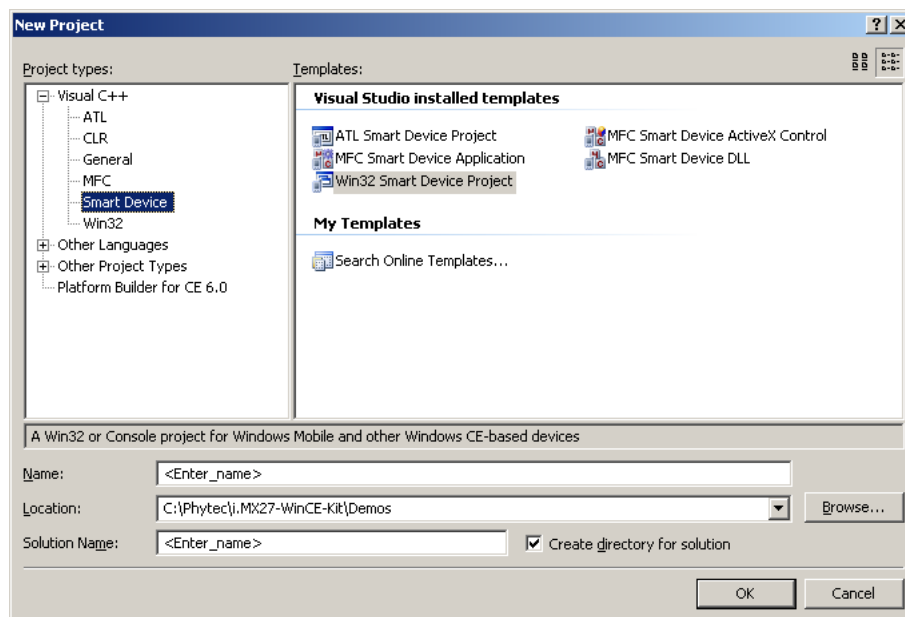 New Project
Project types:
Templates:
Visual C++
ATL
CLR
General
MFC
Smart Device
Win32
Other Languages
Other Project Types
Platform Builder for CE 6.0
Visual Studio installed templates
ATL Smart Device Project
MFC Smart Device ActiveX Control
MFC Smart Device Application
MFC Smart Device DLL
Win32 Smart Device Project
My Templates
Search Online Templates...
A Win32 or Console project for Windows Mobile and other Windows CE-based devices
Name:
<Enter_name>
Location:
C:\Phytec\i.MX27-WinCE-Kit\Demos
Browse...
Solution Name:
<Enter_name>
Create directory for solution
OK
Cancel